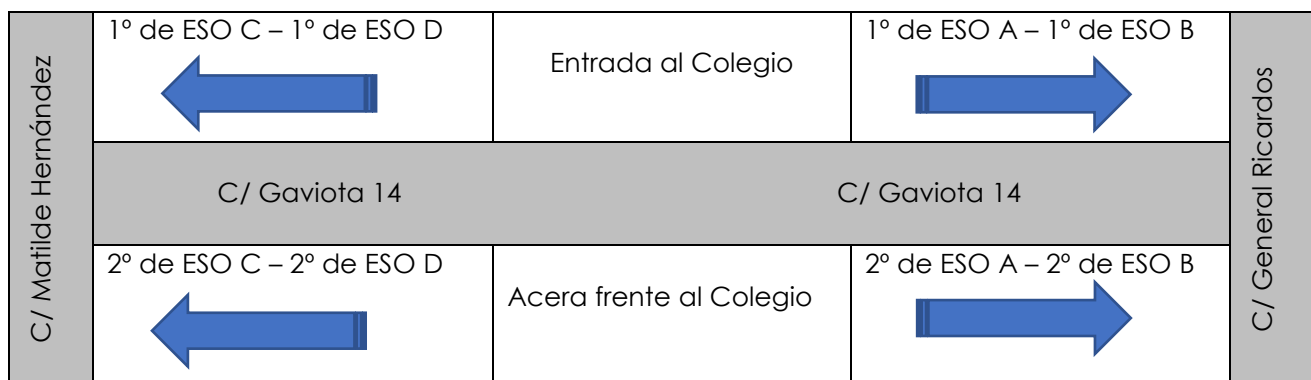 C/ Matilde Hernández
1º de ESO C – 1º de ESO D
Entrada al Colegio
1º de ESO A – 1º de ESO B
C/ General Ricardos
C/ Gaviota 14
C/ Gaviota 14
2º de ESO C – 2º de ESO D
Acera frente al Colegio
2º de ESO A – 2º de ESO B